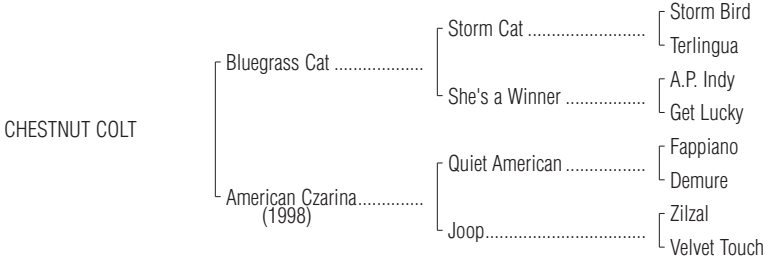 Storm Bird
Storm Cat ........................
Terlingua
Bluegrass Cat ..................
A.P. Indy
She's a Winner ................
Get Lucky
CHESTNUT COLT
Fappiano
Quiet American ................
Demure
American Czarina..............
(1998)
Zilzal
Joop.................................
Velvet Touch